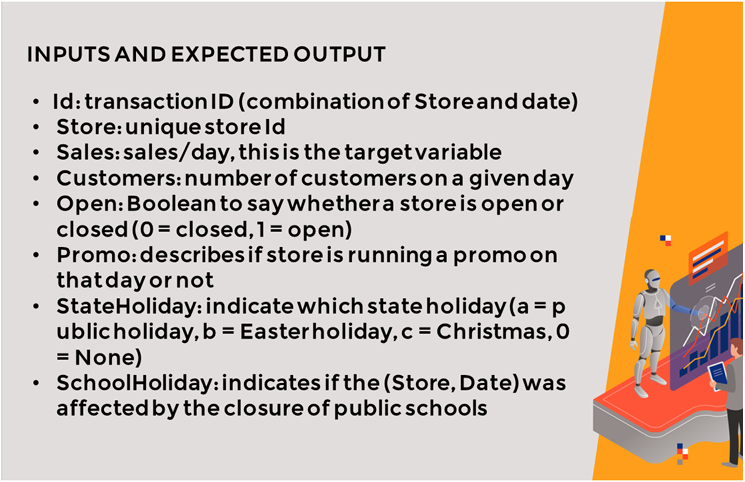 INPUTS AND EXPECTED OUTPUT
• Id: transaction ID (combination of Store and date)
• Store: unique store Id
• Sales: sales/day, this is the target variable
• Customers: number of customers on a given day
• Open: Boolean to say whether a store is open or
closed (0 = closed, 1 = open)
• Promo: describes if store is running a promo on
that day or not
• StateHoliday: indicate which state holiday (a = p
ublic holiday, b = Easter holiday, c = Christmas, 0
= None)
• SchoolHoliday: indicates if the (Store, Date) was
affected by the closure of public schools